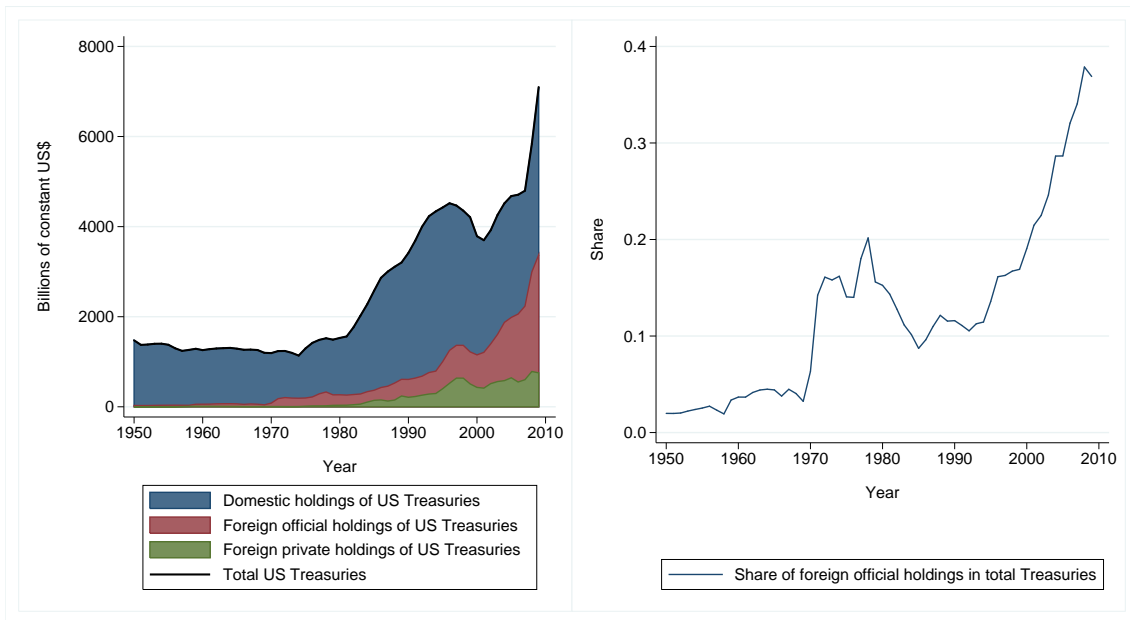 8000
6000
4000
2000
0
Billions of constant US$
1950 1960 1970 1980 1990 2000 2010
Year
Domestic holdings of US Treasuries
Foreign official holdings of US Treasuries
Foreign private holdings of US Treasuries
Total US Treasuries
0.4
0.3
0.2
0.1
0.0
Share
1950 1960 1970 1980 1990 2000 2010
Year
Share of foreign official holdings in total Treasuries